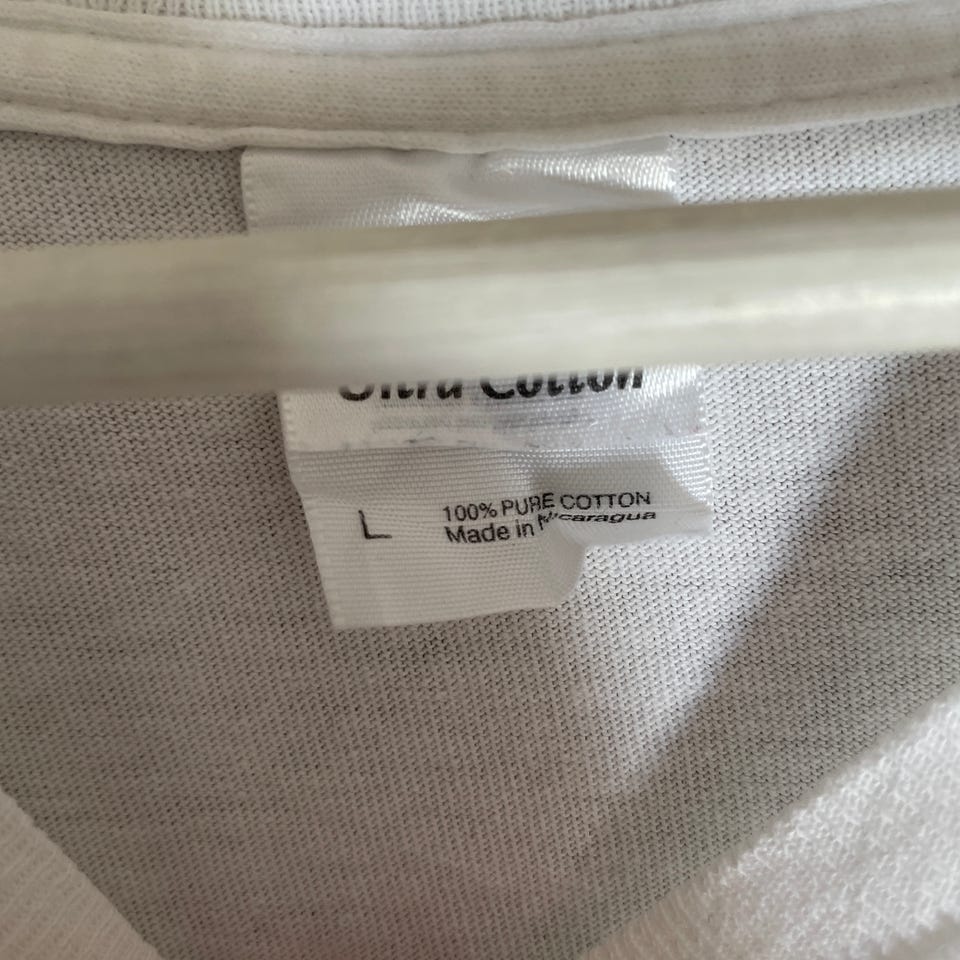 Ultra Cotton
L
100% PURE COTTON
Made in Nicaragua